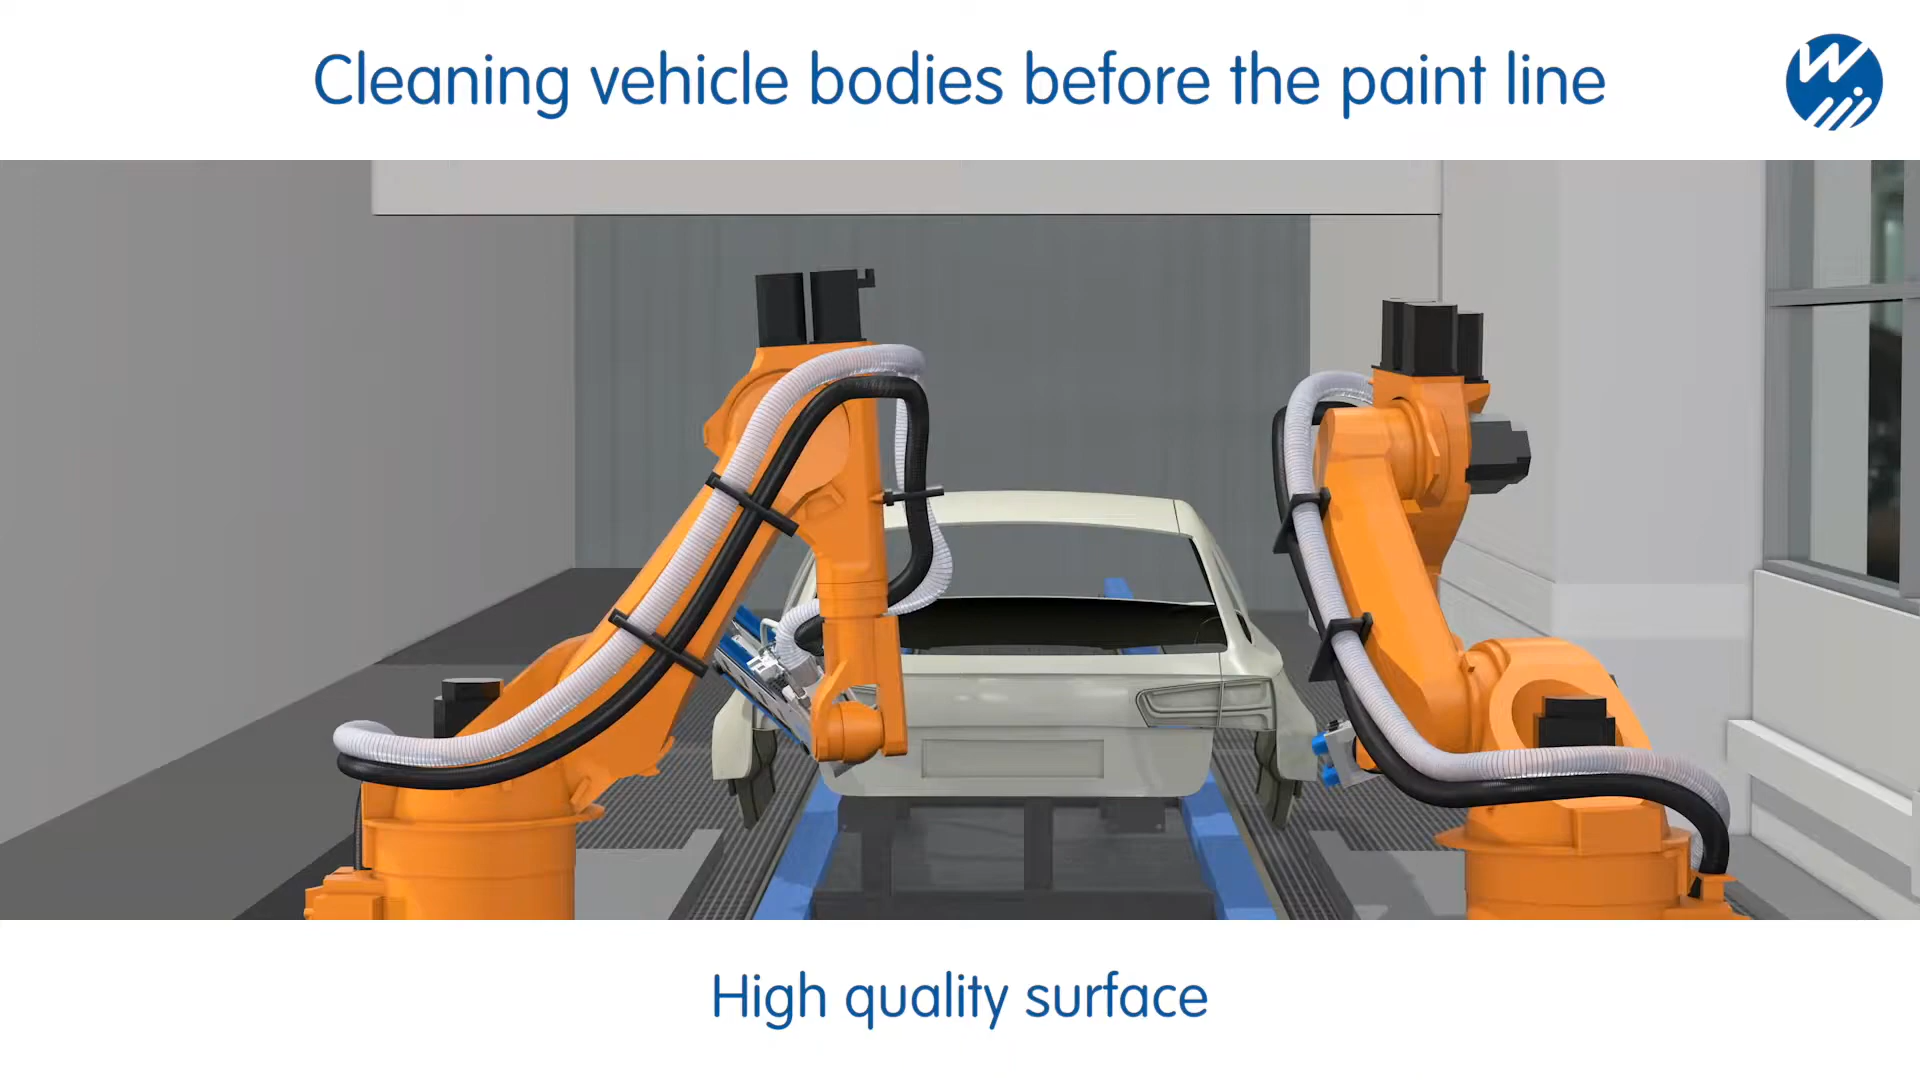 Cleaning vehicle bodies before the paint line
High quality surface